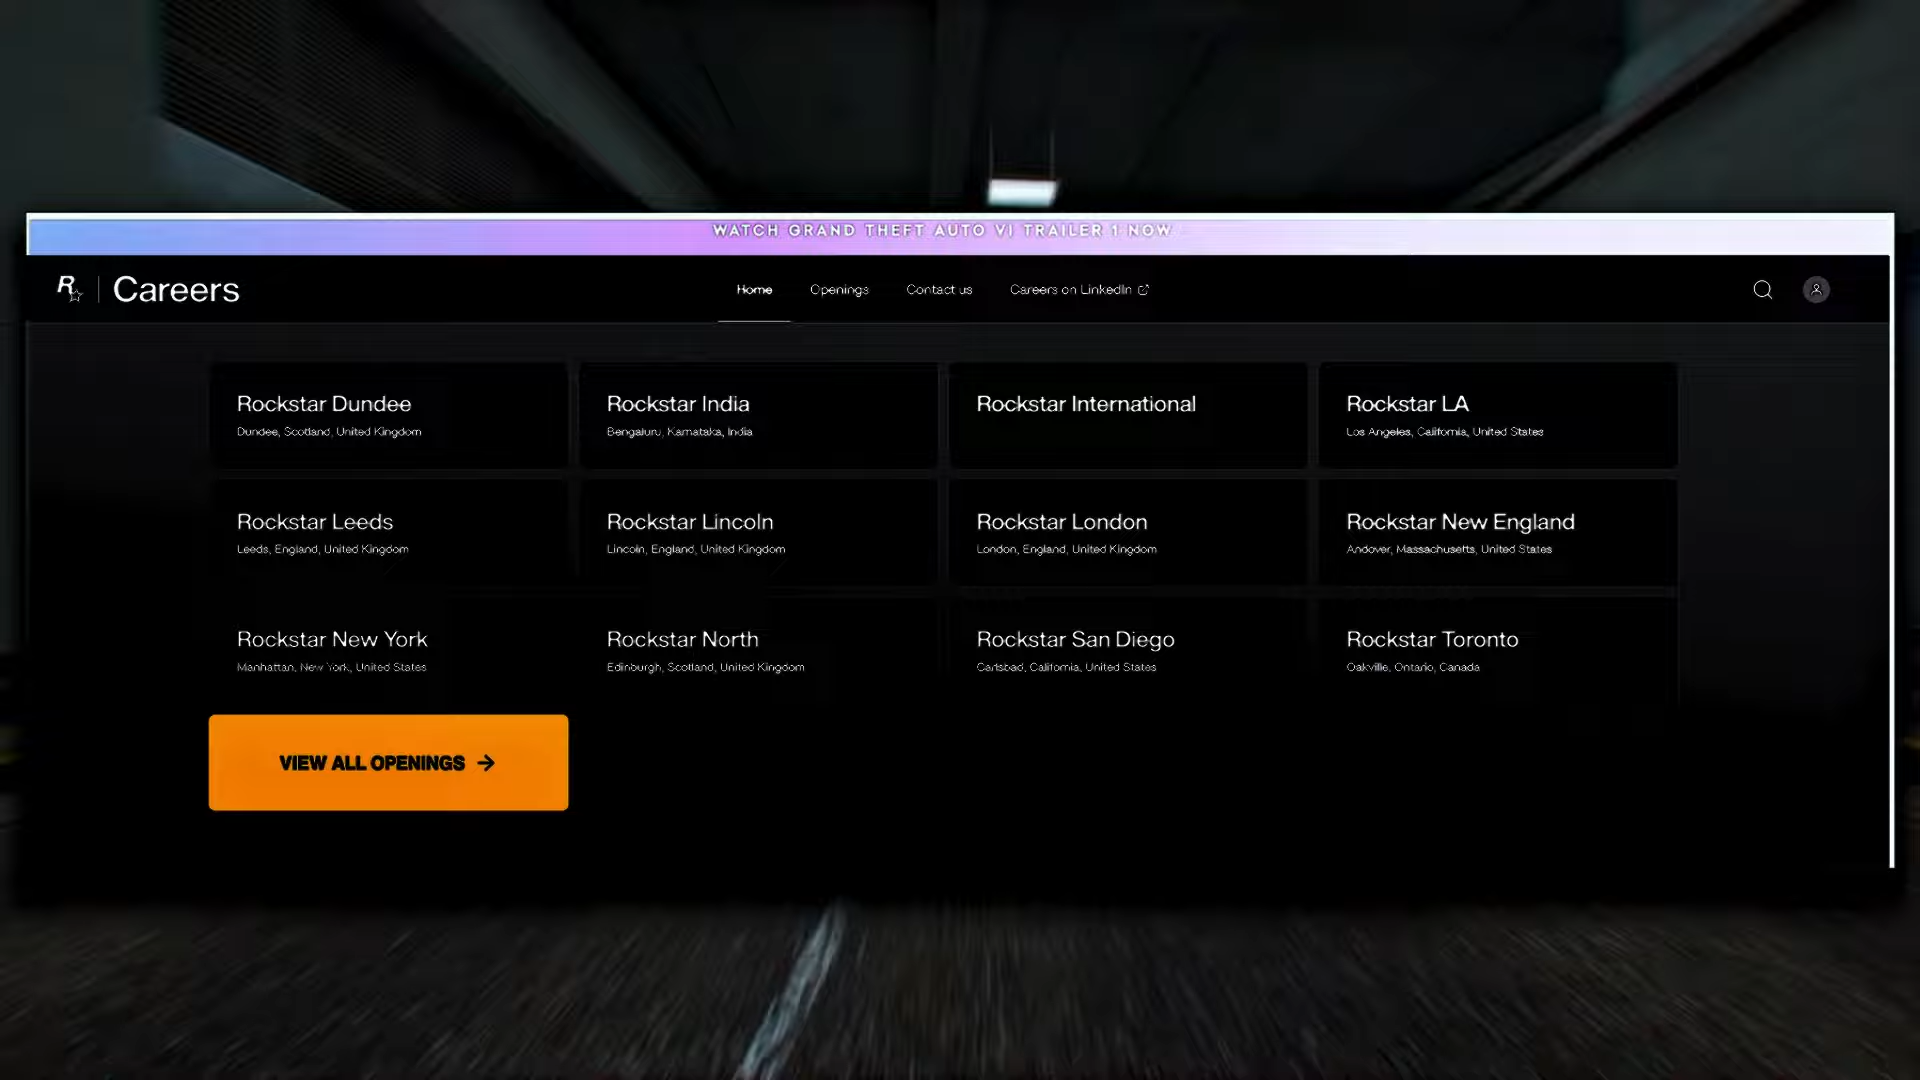 WATCH GRAND THEFT AUTO VI TRAILER 1 NOW
R Careers
Home Openings Contact us Careers on LinkedIn
Rockstar Dundee
Dundee, Scotland, United Kingdom
Rockstar India
Bengaluru, Karnataka, India
Rockstar International
Rockstar LA
Los Angeles, California, United States
Rockstar Leeds
Leeds, England, United Kingdom
Rockstar Lincoln
Lincoln, England, United Kingdom
Rockstar London
London, England, United Kingdom
Rockstar New England
Andover, Massachusetts, United States
Rockstar New York
Manhattan, New York, United States
Rockstar North
Edinburgh, Scotland, United Kingdom
Rockstar San Diego
Carlsbad, California, United States
Rockstar Toronto
Oakville, Ontario, Canada
VIEW ALL OPENINGS →